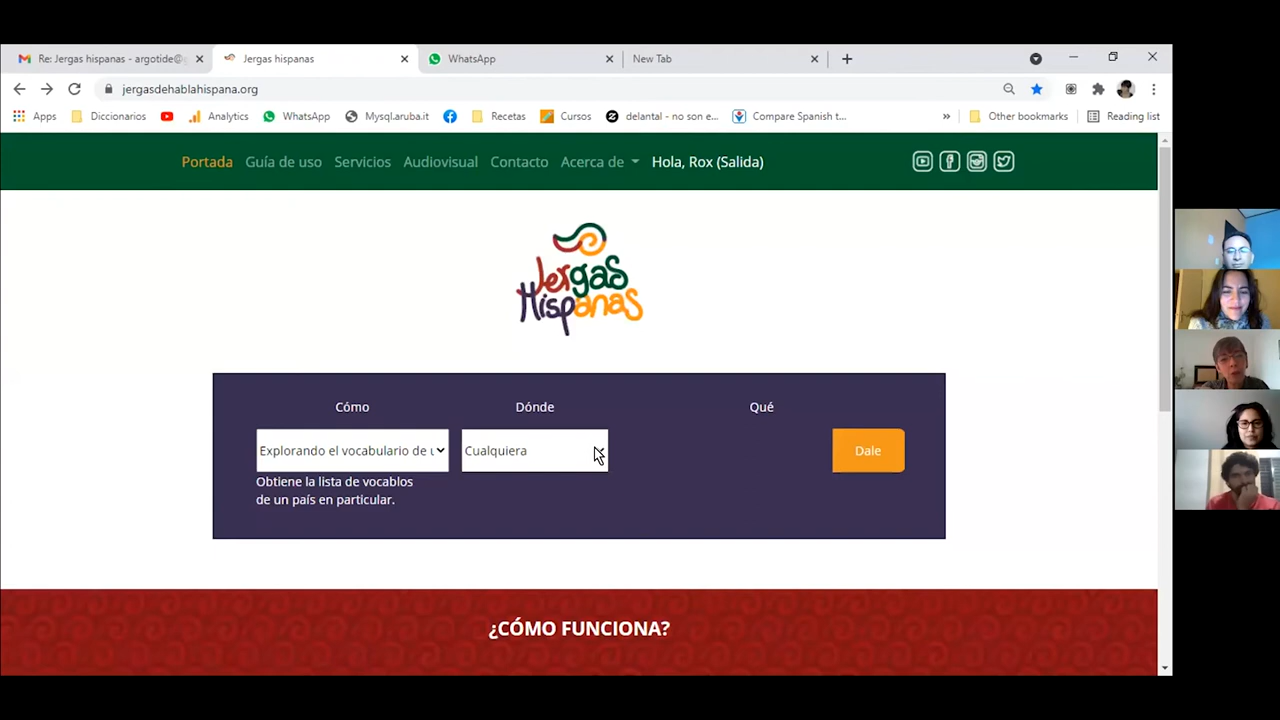 Re: Jergas hispanas - argotide@g
Jergas hispanas
WhatsApp
New Tab
jergasdehablahispana.org
Apps
Diccionarios
Analytics
WhatsApp
Mysql.aruba.it
Recetas
Cursos
delantal - no son e...
Compare Spanish t...
»
Other bookmarks
Reading list
Portada
Guía de uso
Servicios
Audiovisual
Contacto
Acerca de
Hola, Rox (Salida)
Jergas
Hispanas
Cómo
Dónde
Qué
Explorando el vocabulario de u
Cualquiera
Dale
Obtiene la lista de vocablos
de un país en particular.
¿CÓMO FUNCIONA?